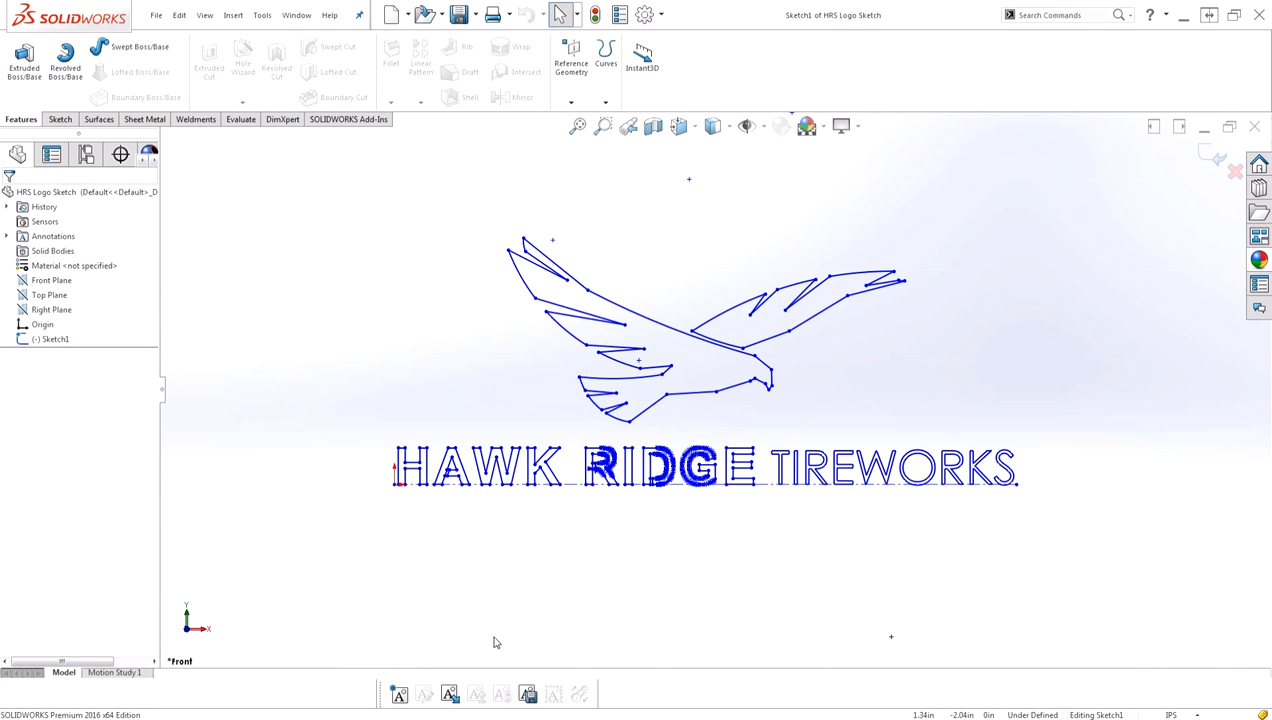 SOLIDWORKS File Edit View Insert Tools Window Help Sketch1 of HRS Logo Sketch Search Commands
Extruded Boss/Base Revolved Boss/Base Swept Boss/Base Lofted Boss/Base Boundary Boss/Base Extruded Cut Hole Wizard Revolved Cut Swept Cut Lofted Cut Boundary Cut Fillet Linear Pattern Rib Draft Shell Wrap Intersect Mirror Reference Geometry Curves Instant3D
Features Sketch Surfaces Sheet Metal Weldments Evaluate DimXpert SOLIDWORKS Add-Ins
HRS Logo Sketch (Default<<Default>_D
History
Sensors
Annotations
Solid Bodies
Material <not specified>
Front Plane
Top Plane
Right Plane
Origin
(-) Sketch1
HAWK RIDGE TIREWORKS
Y
X
*Front
Model Motion Study 1
SOLIDWORKS Premium 2016 x64 Edition 1.34in -2.04in 0in Under Defined Editing Sketch1 IPS